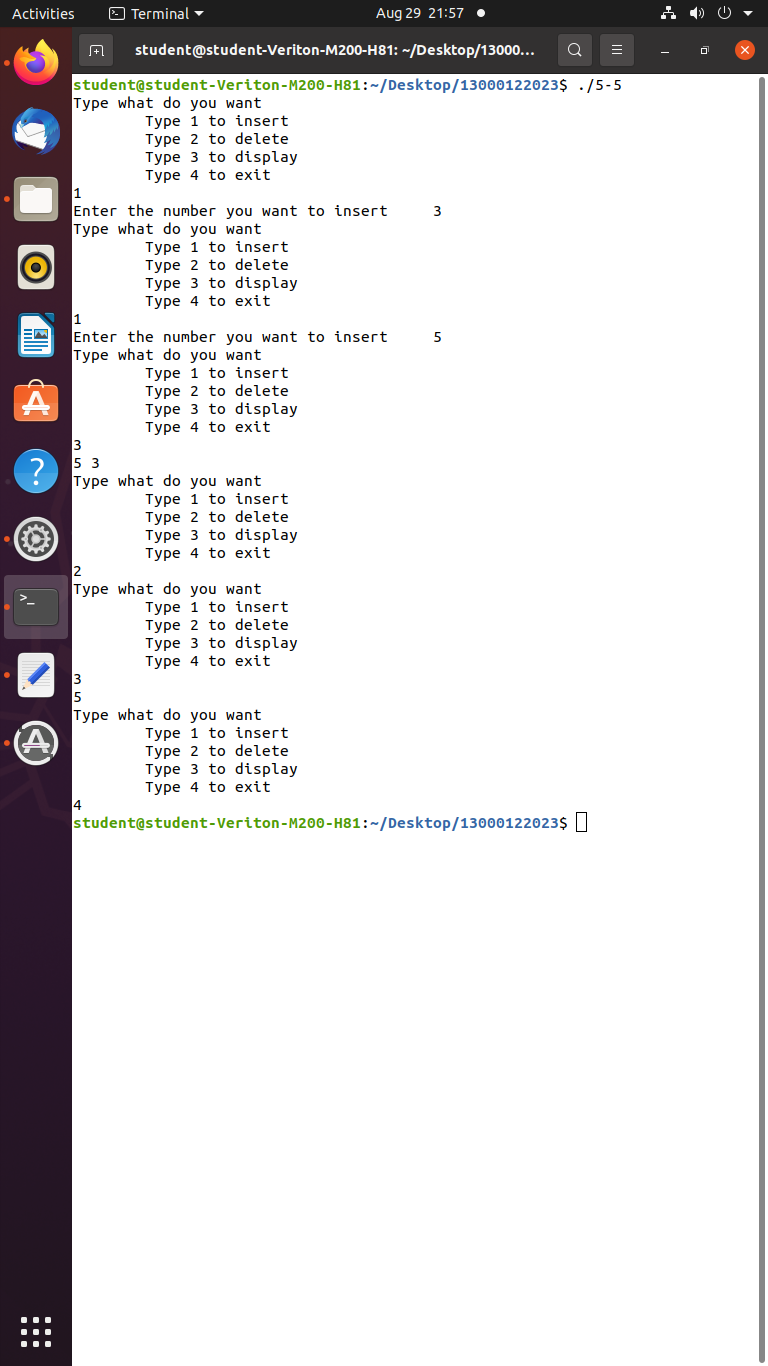 Activities Terminal Aug 29 21:57
student@student-Veriton-M200-H81: ~/Desktop/13000...
student@student-Veriton-M200-H81:~/Desktop/13000122023$ ./5-5
Type what do you want
Type 1 to insert
Type 2 to delete
Type 3 to display
Type 4 to exit
1
Enter the number you want to insert 3
Type what do you want
Type 1 to insert
Type 2 to delete
Type 3 to display
Type 4 to exit
1
Enter the number you want to insert 5
Type what do you want
Type 1 to insert
Type 2 to delete
Type 3 to display
Type 4 to exit
3
5 3
Type what do you want
Type 1 to insert
Type 2 to delete
Type 3 to display
Type 4 to exit
2
Type what do you want
Type 1 to insert
Type 2 to delete
Type 3 to display
Type 4 to exit
3
5
Type what do you want
Type 1 to insert
Type 2 to delete
Type 3 to display
Type 4 to exit
4
student@student-Veriton-M200-H81:~/Desktop/13000122023$